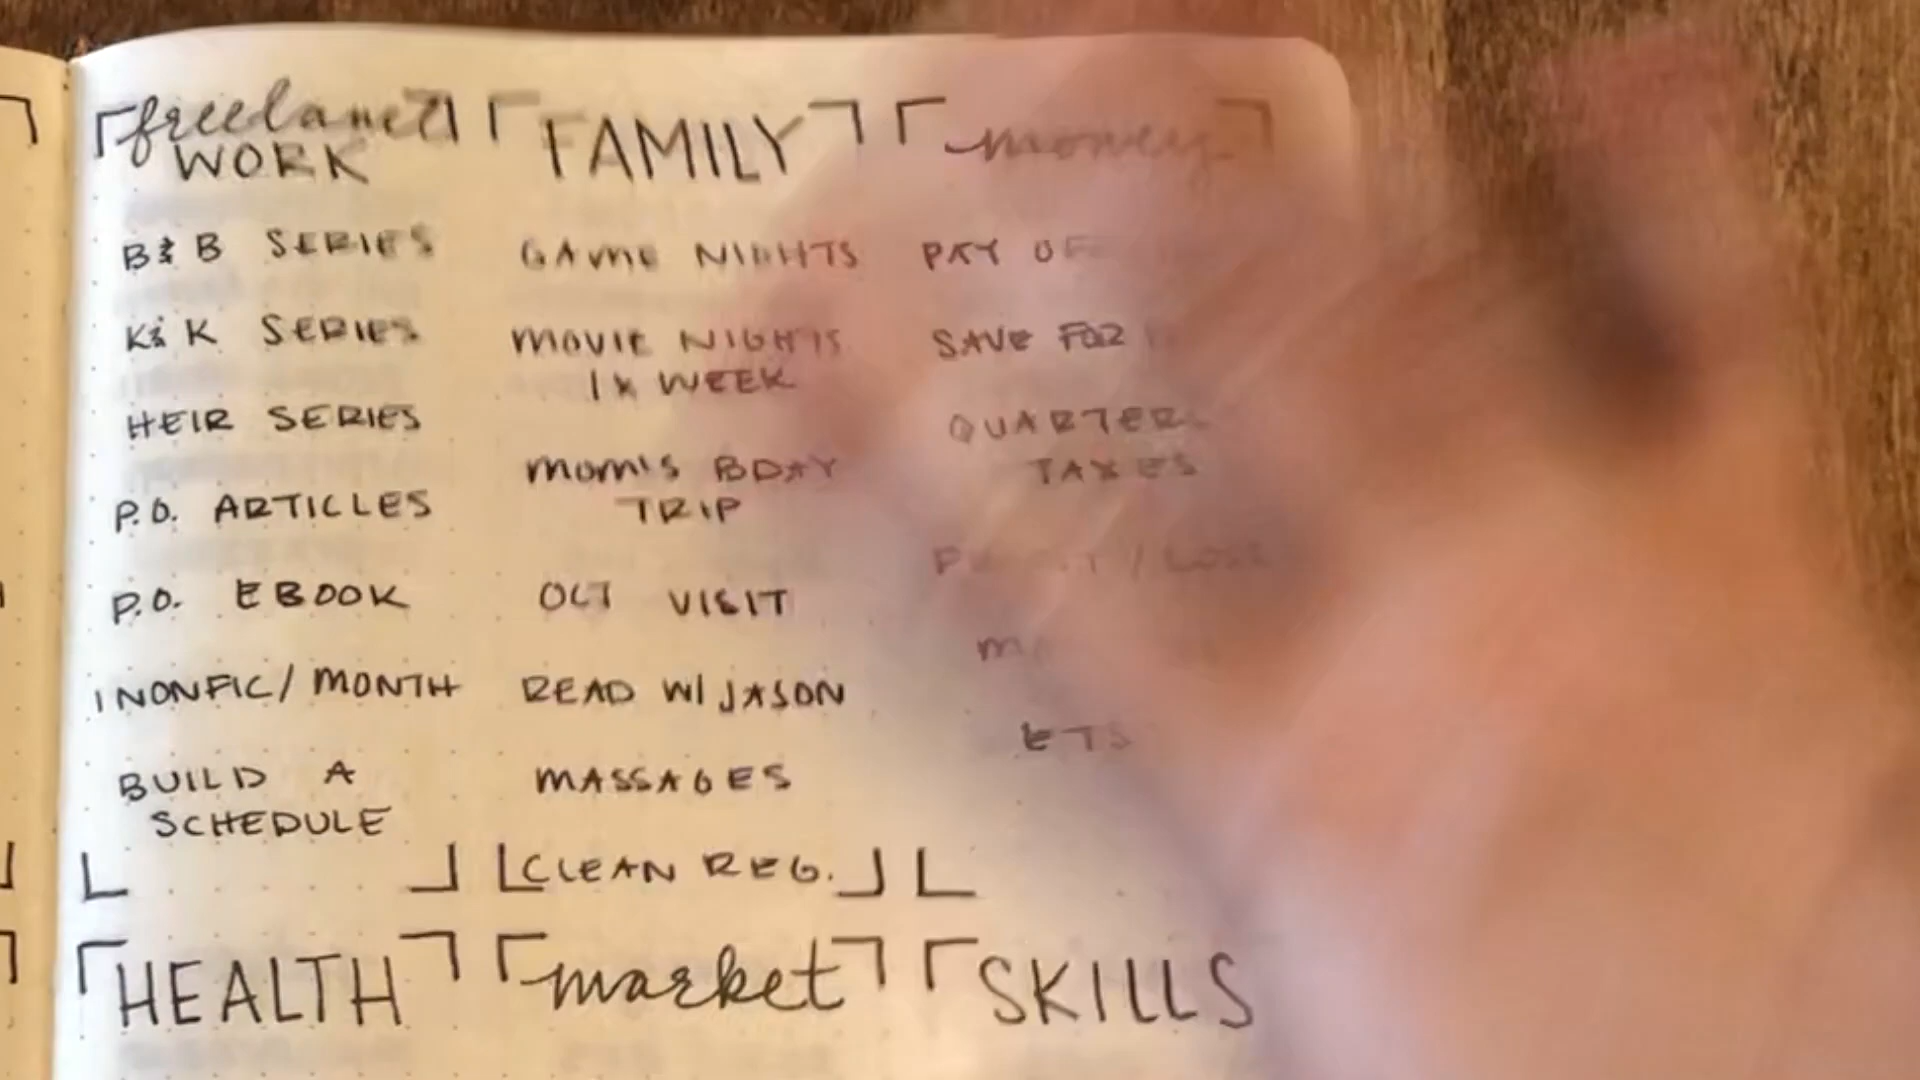 freelance
WORK
B & B SERIES
K & K SERIES
HEIR SERIES
P.O. ARTICLES
P.O. EBOOK
1 NONFIC / MONTH
BUILD A
SCHEDULE
FAMILY
GAME NIGHTS
MOVIE NIGHTS
1x WEEK
MOM'S BDAY
TRIP
OCT VISIT
READ W/ JASON
MASSAGES
CLEAN REG.
money
PAY
SAVE FOR
TAXES
/ LOSS
HEALTH
market
SKILLS